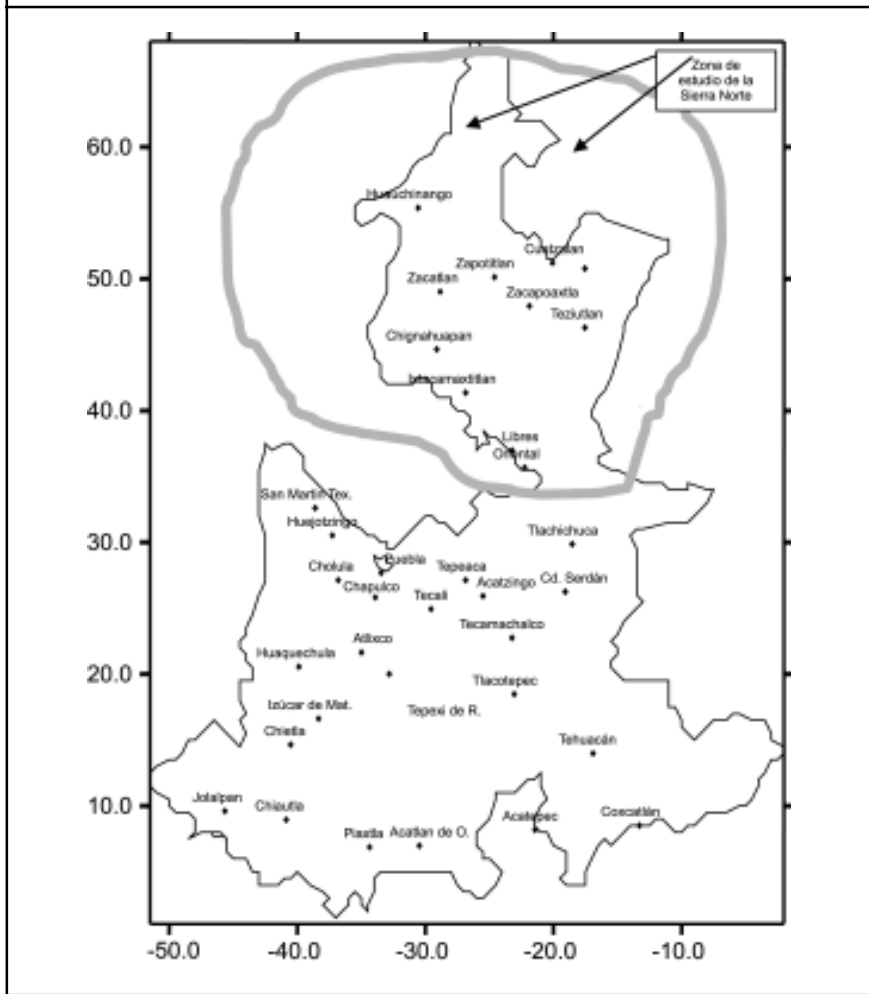 Zona de
estudio de la
Sierra Norte
60.0
Huauchinango
Cuetzalan
Zapotitlan
50.0
Zacatlan
Zacapoaxtla
Teziutlan
Chignahuapan
Ixtacamaxtitlan
40.0
Libres
Oriental
San Martin Tex.
Huejotzingo
30.0
Tlachichuca
Puebla
Cholula
Tepeaca
Chapulco
Acatzingo
Cd. Serdán
Tecali
Tecamachalco
Atlixco
Huaquechula
20.0
Tlacotepec
Izúcar de Mat.
Tepexi de R.
Chietla
Tehuacán
Jolalpan
10.0
Chiautla
Acatepec
Coxcatlán
Piaxtla
Acatlan de O.
-50.0
-40.0
-30.0
-20.0
-10.0